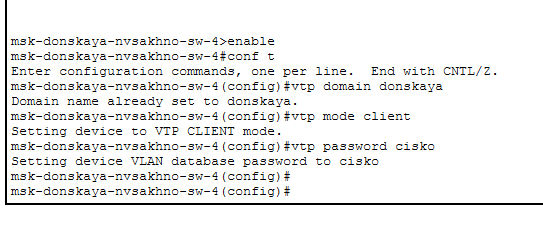 msk-donskaya-nvsakhno-sw-4>enable
msk-donskaya-nvsakhno-sw-4#conf t
Enter configuration commands, one per line.  End with CNTL/Z.
msk-donskaya-nvsakhno-sw-4(config)#vtp domain donskaya
Domain name already set to donskaya.
msk-donskaya-nvsakhno-sw-4(config)#vtp mode client
Setting device to VTP CLIENT mode.
msk-donskaya-nvsakhno-sw-4(config)#vtp password cisko
Setting device VLAN database password to cisko
msk-donskaya-nvsakhno-sw-4(config)#
msk-donskaya-nvsakhno-sw-4(config)#